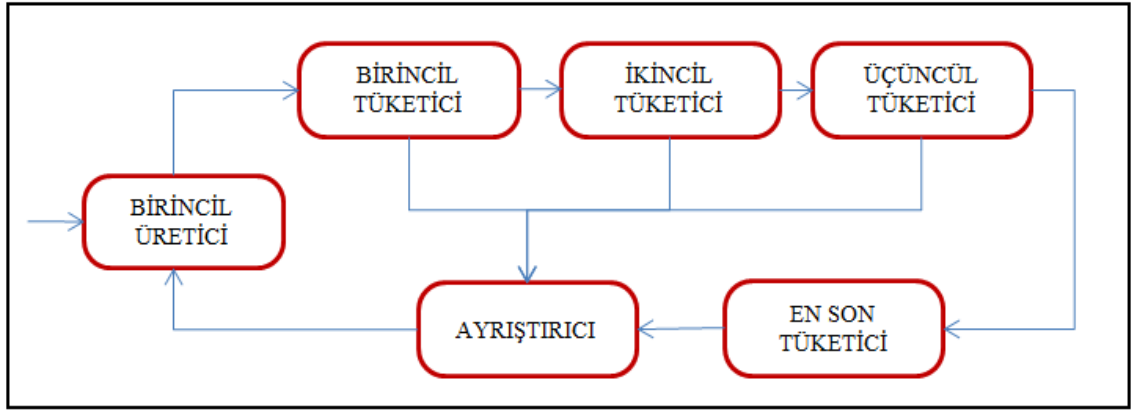 BİRİNCİL
TÜKETİCİ
İKİNCİL
TÜKETİCİ
ÜÇÜNCÜL
TÜKETİCİ
BİRİNCİL
ÜRETİCİ
AYRIŞTIRICI
EN SON
TÜKETİCİ